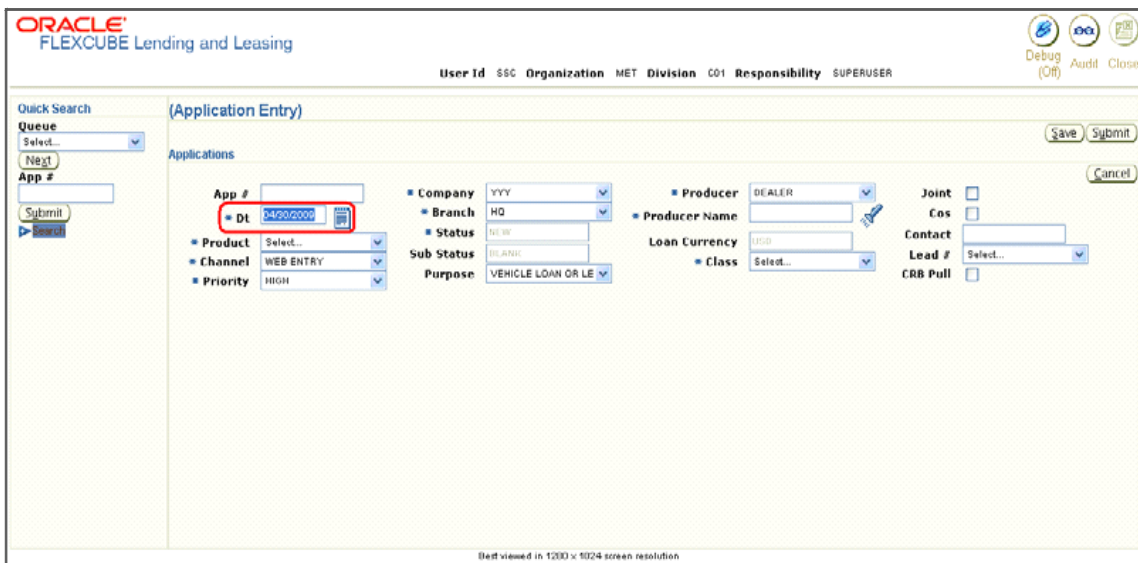 ORACLE'
FLEXCUBE Lending and Leasing
Debug (Off) Audit Close
User Id SSC Organization MET Division C01 Responsibility SUPERUSER
Quick Search
Queue
Select...
Next
App #
Submit
Search
(Application Entry)
Save Submit
Applications
Cancel
App #
Dt 04/30/2009
Product Select...
Channel WEB ENTRY
Priority HIGH
Company YYY
Branch HQ
Status NEW
Sub Status BLANK
Purpose VEHICLE LOAN OR LE
Producer DEALER
Producer Name
Loan Currency USD
Class Select...
Joint
Cos
Contact
Lead # Select...
CRB Pull
Best viewed in 1280 x 1024 screen resolution